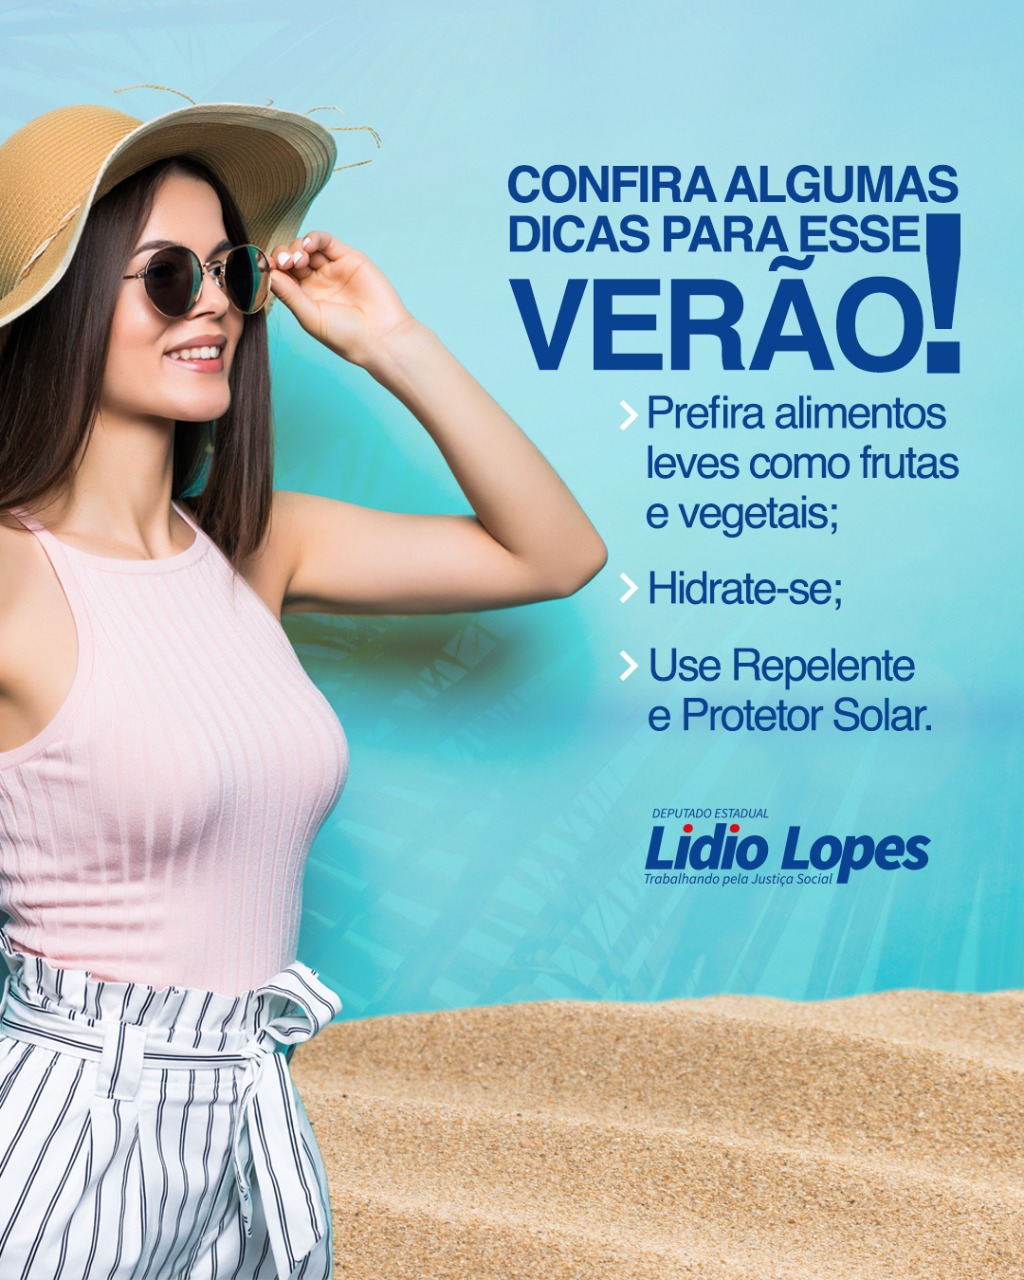 CONFIRA ALGUMAS
DICAS PARA ESSE
VERÃO!
Prefira alimentos
leves como frutas
e vegetais;
Hidrate-se;
Use Repelente
e Protetor Solar.
DEPUTADO ESTADUAL
Lidio Lopes
Trabalhando pela Justiça Social